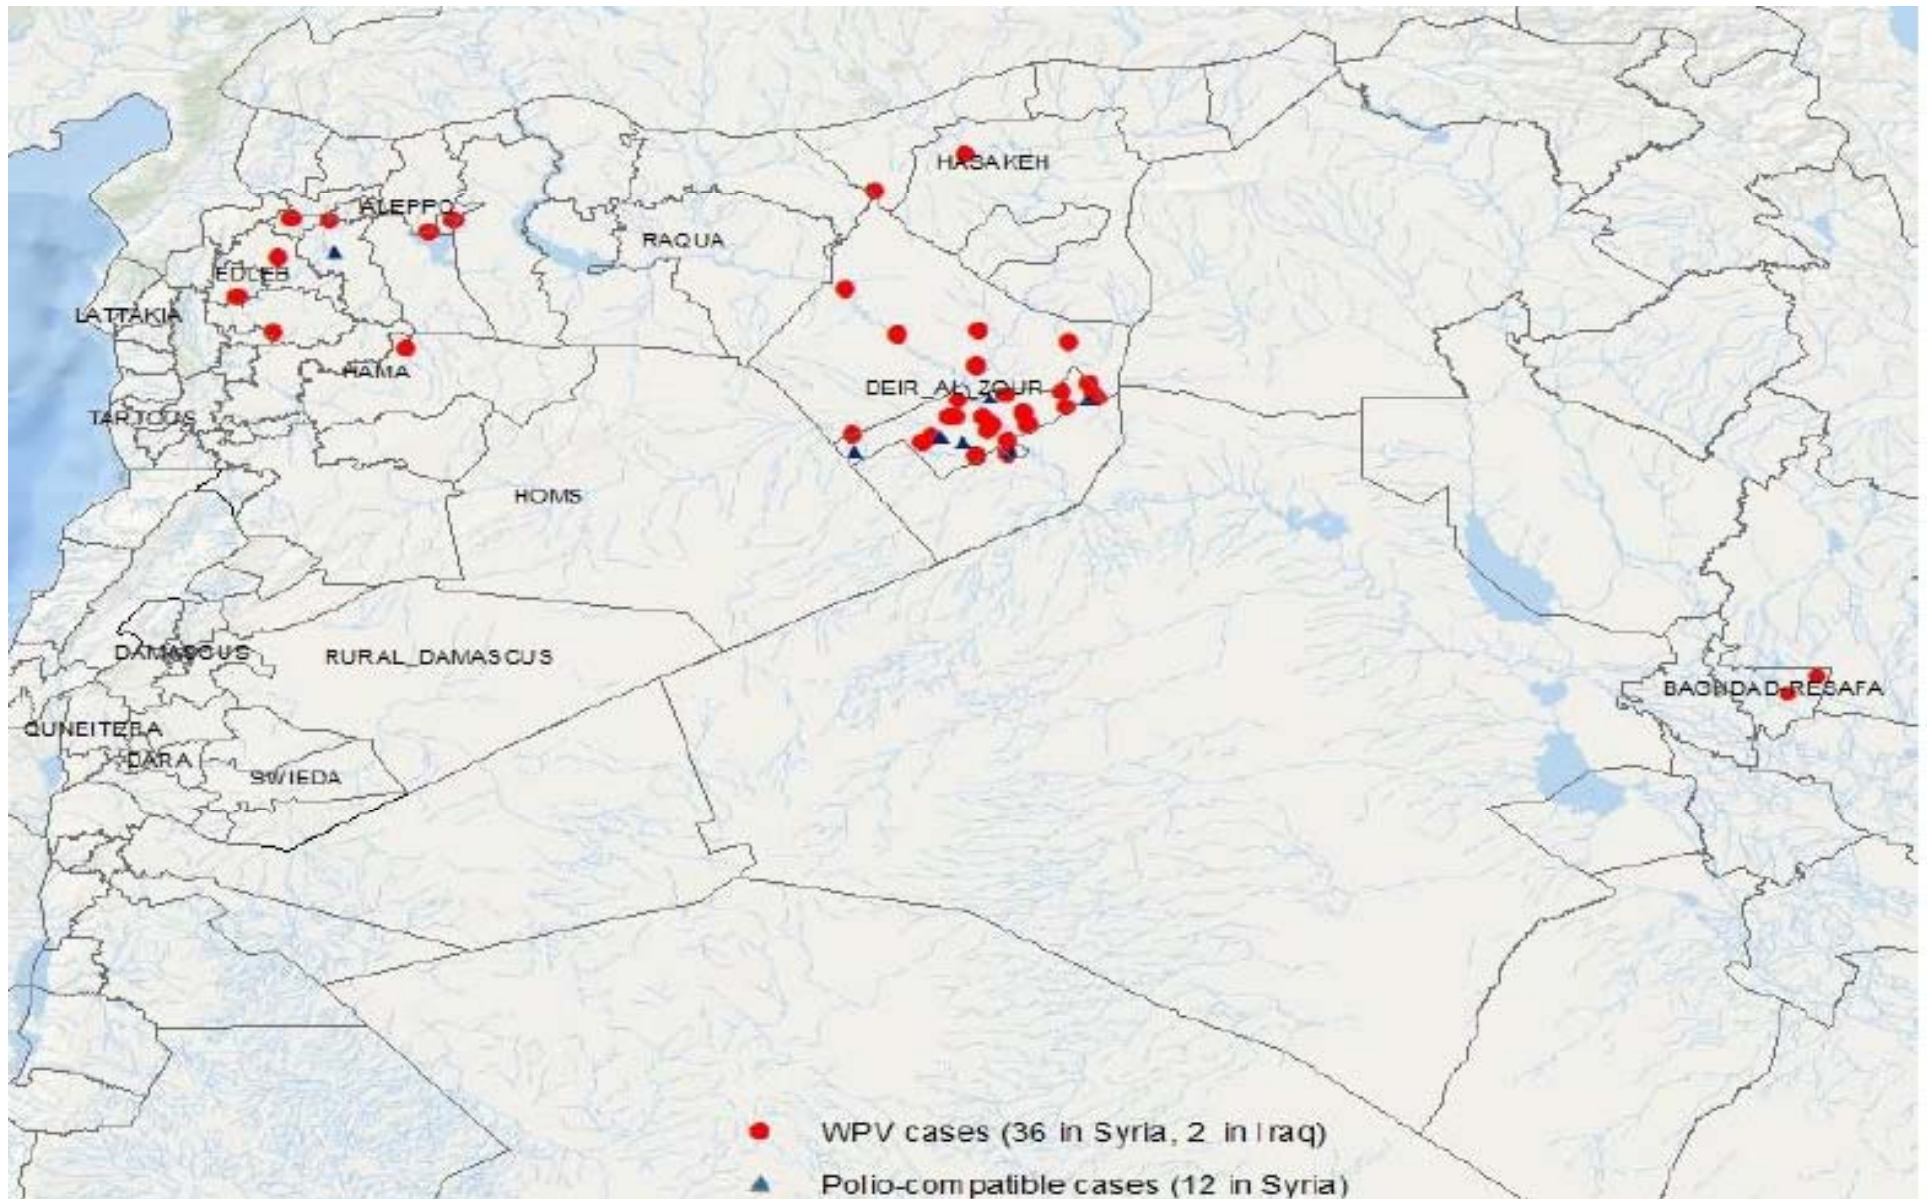 HASAKEH
ALEPPO
RAQUA
EDLEB
LATTAKIA
HAMA
DEIR_AL_ZOUR
TARTOUS
HOMS
DAMASCUS
RURAL_DAMASCUS
BAGHDAD-RESAFA
QUNEITERA
DARA
SWIEDA
WPV cases (36 in Syria, 2 in Iraq)
Polio-compatible cases (12 in Syria)